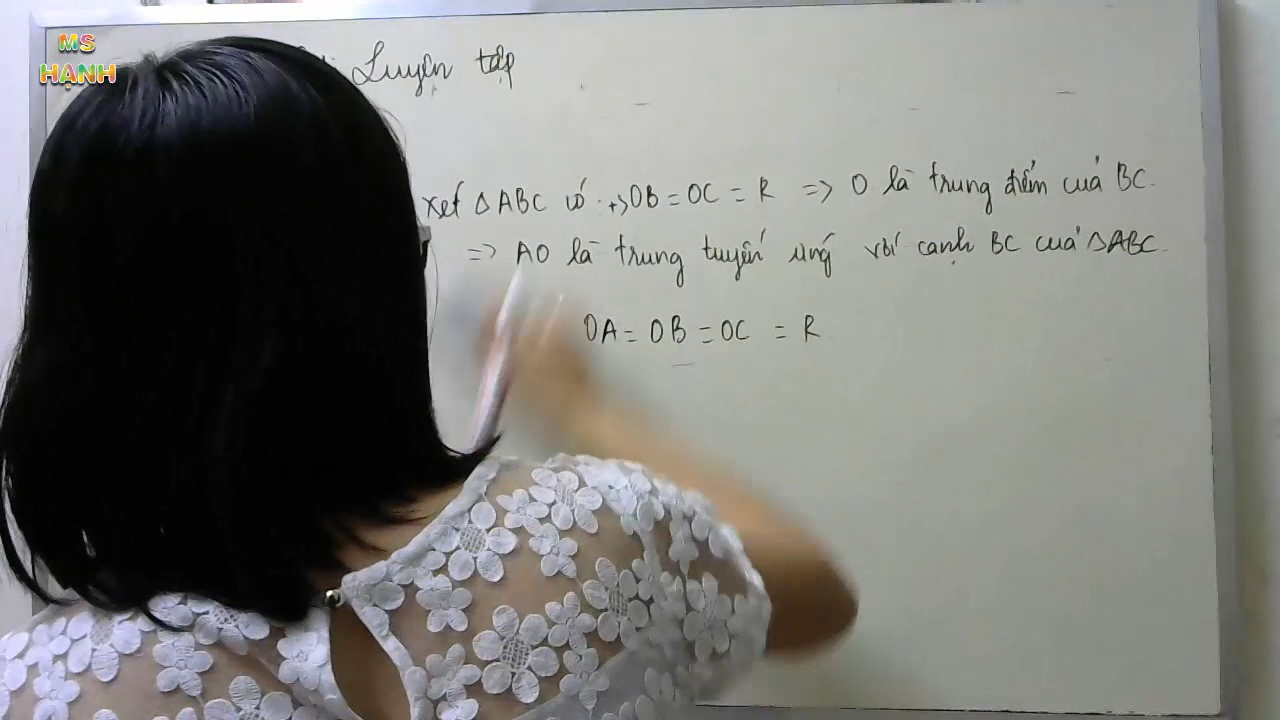 MS
HẠNH
Luyện tập
xét △ABC có +> OB = OC = R => O là trung điểm của BC.
=> AO là trung tuyến ứng với cạnh BC của △ABC.
OA = OB = OC = R